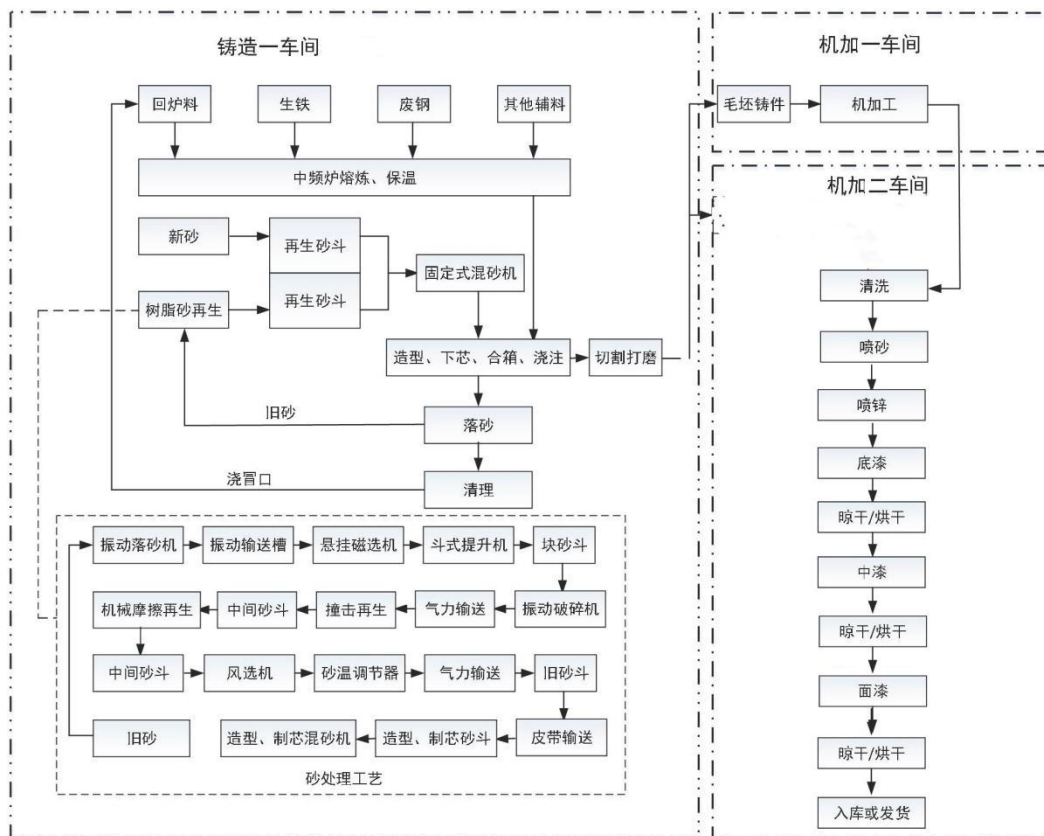 铸造一车间
回炉料
生铁
废钢
其他辅料
中频炉熔炼、保温
新砂
再生砂斗
固定式混砂机
树脂砂再生
再生砂斗
造型、下芯、合箱、浇注
切割打磨
旧砂
落砂
浇冒口
清理
振动落砂机
振动输送槽
悬挂磁选机
斗式提升机
块砂斗
机械摩擦再生
中间砂斗
撞击再生
气力输送
振动破碎机
中间砂斗
风选机
砂温调节器
气力输送
旧砂斗
旧砂
造型、制芯混砂机
造型、制芯砂斗
皮带输送
砂处理工艺
机加一车间
毛坯铸件
机加工
机加二车间
清洗
喷砂
喷锌
底漆
晾干/烘干
中漆
晾干/烘干
面漆
晾干/烘干
入库或发货